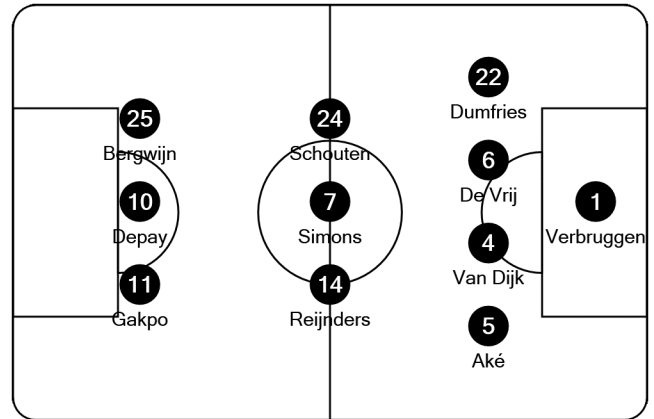 22
Dumfries
25
Bergwijn
24
Schouten
6
De Vrij
10
Depay
7
Simons
1
Verbruggen
4
Van Dijk
11
Gakpo
14
Reijnders
5
Aké